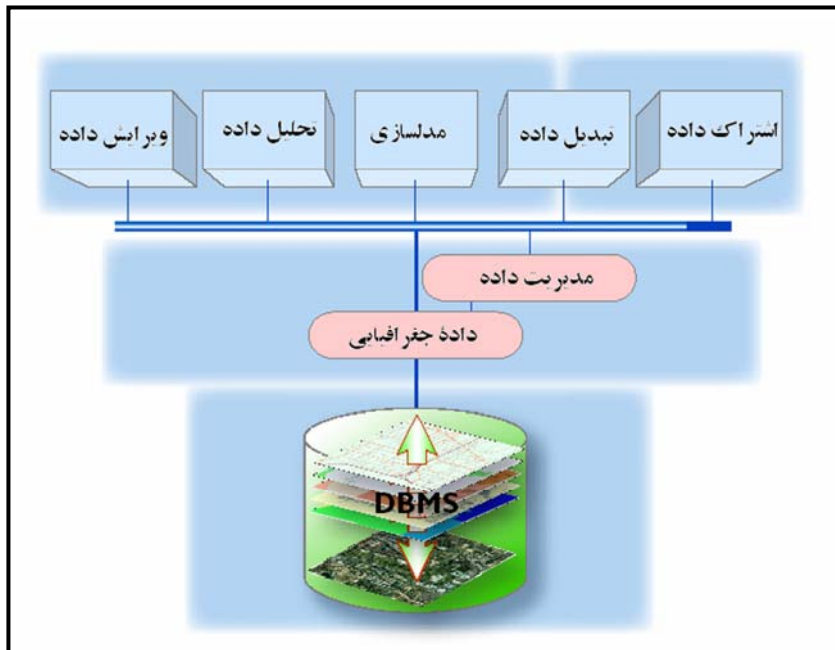 اشتراک داده
تبدیل داده
مدلسازی
تحلیل داده
ویرایش داده
مدیریت داده
دادهٔ جغرافیایی
DBMS